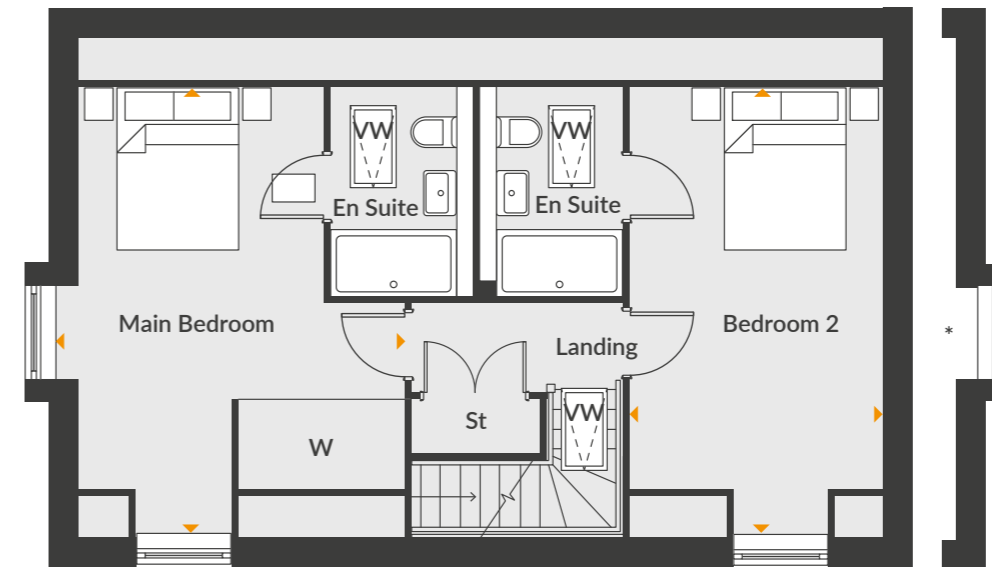 VW
VW
En Suite
En Suite
Main Bedroom
Bedroom 2
*
Landing
VW
St
W